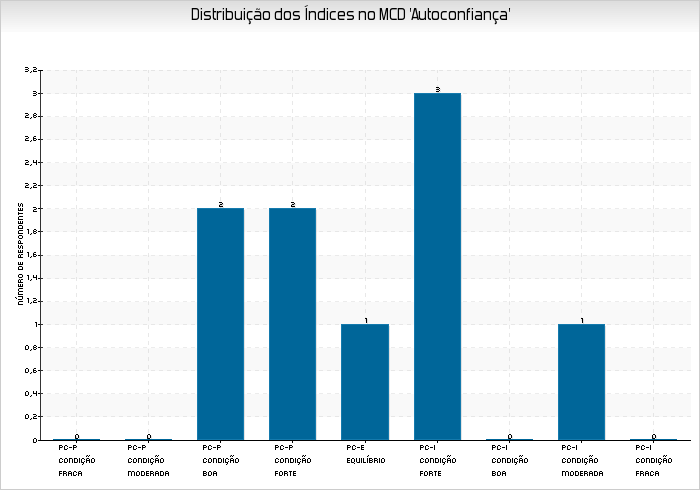 Distribuição dos Índices no MCD 'Autoconfiança'
NÚMERO DE RESPONDENTES
3,2
3
2,8
2,6
2,4
2,2
2
1,8
1,6
1,4
1,2
1
0,8
0,6
0,4
0,2
0
0 0 2 2 1 3 0 1 0
PC-P PC-P PC-P PC-P PC-E PC-I PC-I PC-I PC-I
CONDIÇÃO CONDIÇÃO CONDIÇÃO CONDIÇÃO EQUILÍBRIO CONDIÇÃO CONDIÇÃO CONDIÇÃO CONDIÇÃO
FRACA MODERADA BOA FORTE FORTE BOA MODERADA FRACA